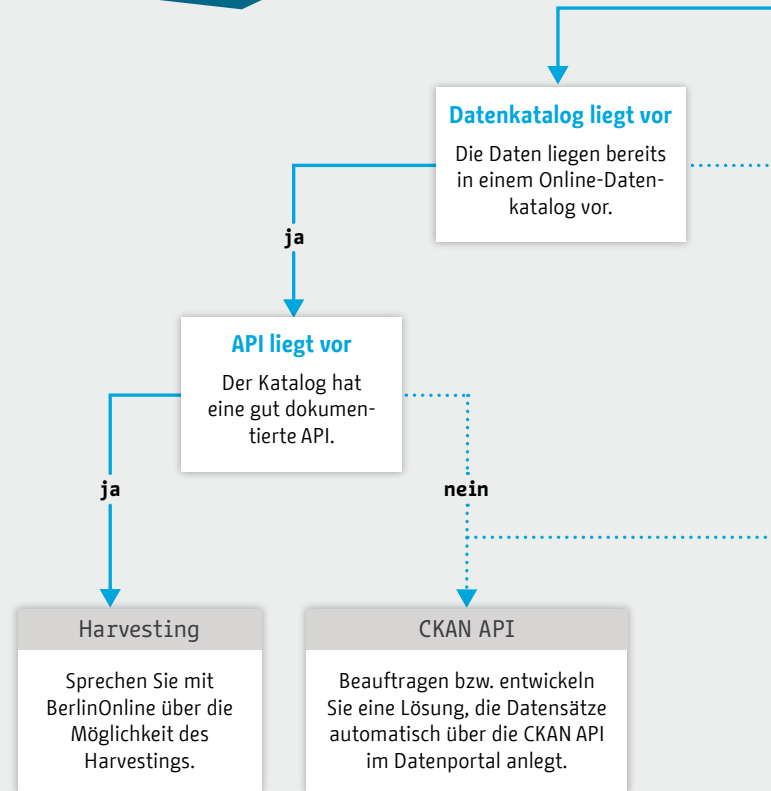 Datenkatalog liegt vor
Die Daten liegen bereits
in einem Online-Daten-
katalog vor.
ja
API liegt vor
Der Katalog hat
eine gut dokumen-
tierte API.
ja
nein
Harvesting
Sprechen Sie mit
BerlinOnline über die
Möglichkeit des
Harvestings.
CKAN API
Beauftragen bzw. entwickeln
Sie eine Lösung, die Datensätze
automatisch über die CKAN API
im Datenportal anlegt.